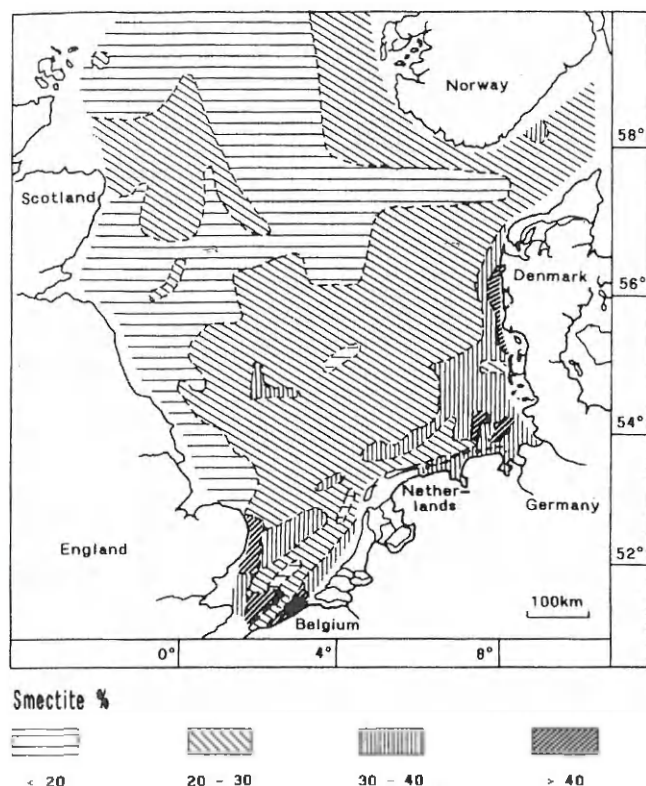 Norway
58°
Scotland
Denmark
56°
54°
Nether-
lands
Germany
England
52°
100km
Belgium
0°
4°
8°
Smectite %
< 20
20 - 30
30 - 40
> 40